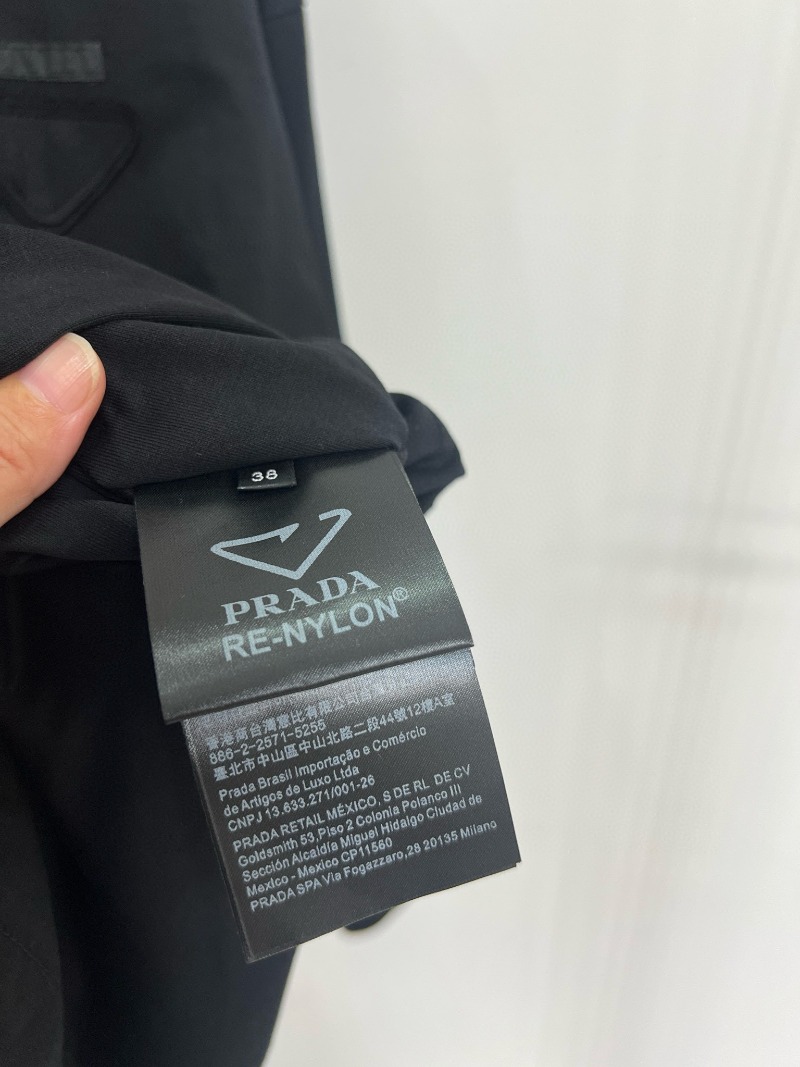 38
PRADA
RE-NYLON®
香港商台灣意比有限公司台灣分公司
886-2-2571-5255
臺北市中山區中山北路二段44號12樓A室
Prada Brasil Importação e Comércio
de Artigos de Luxo Ltda
CNPJ 13.633.271/001-26
PRADA RETAIL MÉXICO, S DE RL DE CV
Goldsmith 53,Piso 2 Colonia Polanco III
Sección Alcaldia Miguel Hidalgo Ciudad de
Mexico - Mexico CP11560
PRADA SPA Via Fogazzaro,28 20135 Milano